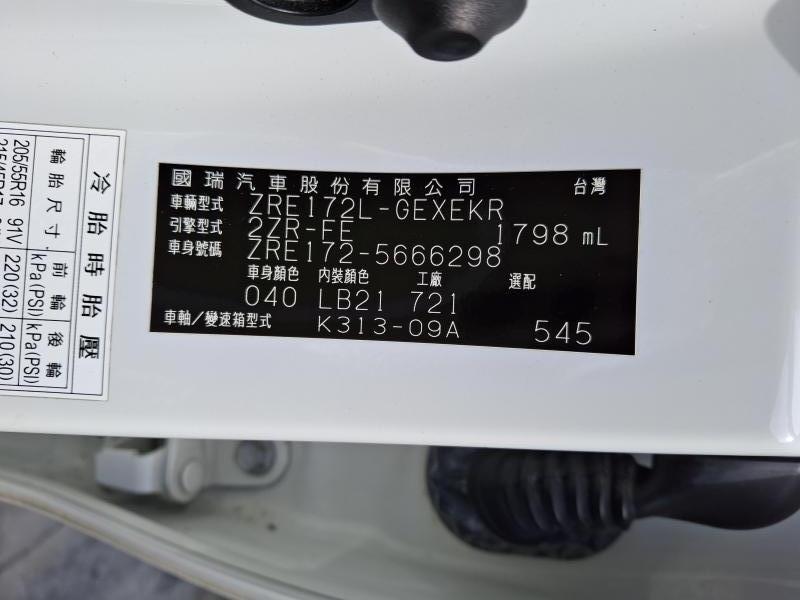 國瑞汽車股份有限公司 台灣
車輛型式 ZRE172L-GEXEKR
引擎型式 2ZR-FE 1798 mL
車身號碼 ZRE172-5666298
車身顏色 內裝顏色 工廠 選配
040 LB21 721
車軸/變速箱型式 K313-09A 545
冷胎時胎壓
輪胎尺寸 前輪 kPa(PSI) 後輪 kPa(PSI)
205/55R16 91V 220(32) 210(30)